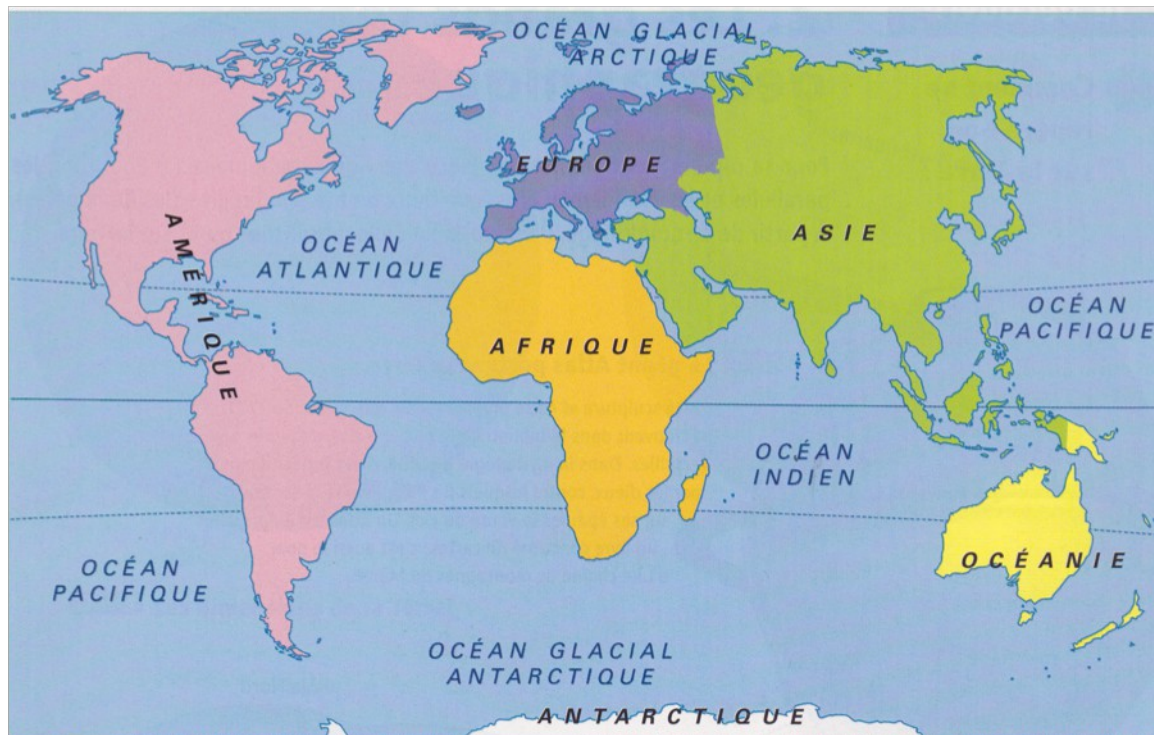 OCÉAN GLACIAL
ARCTIQUE
EUROPE
ASIE
AMÉRIQUE
OCÉAN
ATLANTIQUE
AFRIQUE
OCÉAN
PACIFIQUE
OCÉAN
INDIEN
OCÉANIE
OCÉAN
PACIFIQUE
OCÉAN GLACIAL
ANTARCTIQUE
ANTARCTIQUE